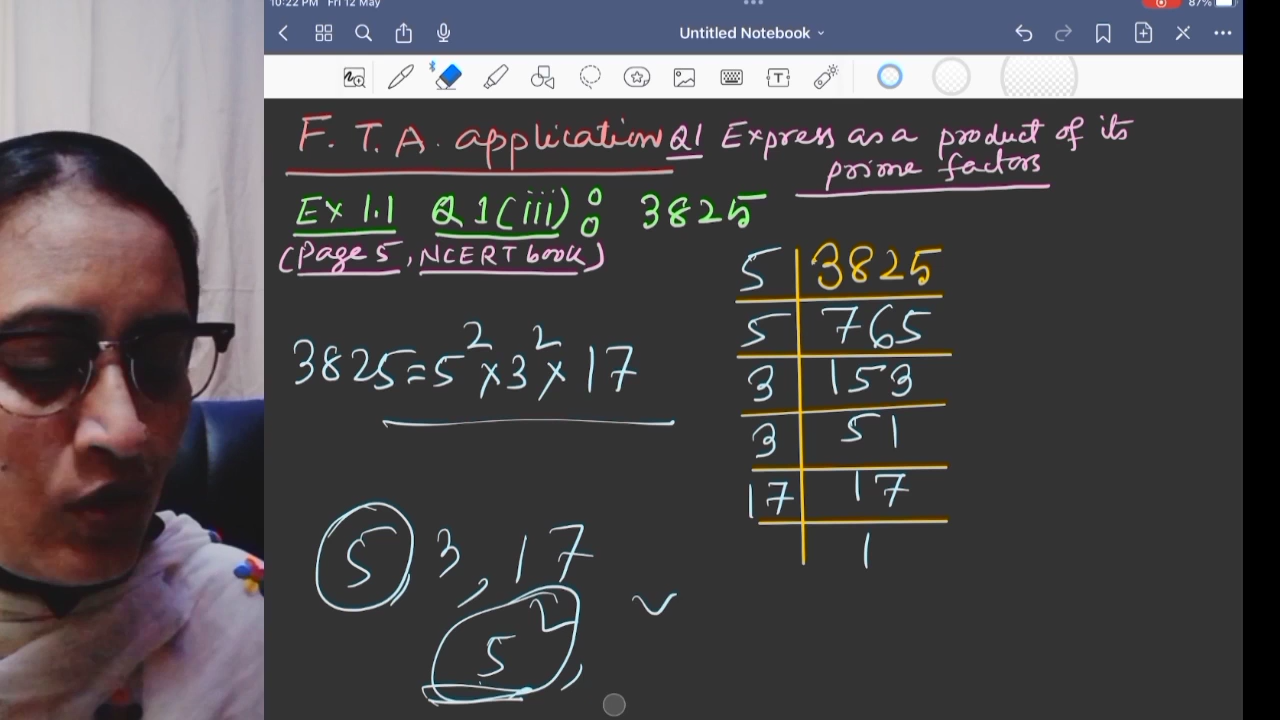 10:22 PM Fri 12 May
87%
Untitled Notebook
F. T. A. application Q1 Express as a product of its
prime factors
Ex 1.1 Q 1(iii): 3825
(Page 5, NCERT book)
5 | 3825
5 | 765
3 | 153
3 | 51
17 | 17
1
3825=5²×3²×17
5 3, 17
5²,